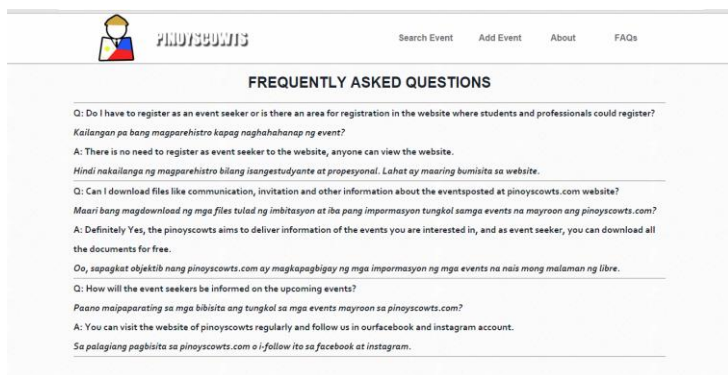 PINOYSCOWTS
Search Event Add Event About FAQs
FREQUENTLY ASKED QUESTIONS
Q: Do I have to register as an event seeker or is there an area for registration in the website where students and professionals could register?
Kailangan pa bang magparehistro kapag naghahahanap ng event?
A: There is no need to register as event seeker to the website, anyone can view the website.
Hindi nakailanga ng magparehistro bilang isangestudyante at propesyonal. Lahat ay maaring bumisita sa website.
Q: Can I download files like communication, invitation and other information about the eventsposted at pinoyscowts.com website?
Maari bang magdownload ng mga files tulad ng imbitasyon at iba pang impormasyon tungkol samga events na mayroon ang pinoyscowts.com?
A: Definitely Yes, the pinoyscowts aims to deliver information of the events you are interested in, and as event seeker, you can download all
the documents for free.
Oo, sapagkat objektib nang pinoyscowts.com ay magkapagbigay ng mga impormasyon ng mga events na nais mong malaman ng libre.
Q: How will the event seekers be informed on the upcoming events?
Paano maipaparating sa mga bibisita ang tungkol sa mga events mayroon sa pinoyscowts.com?
A: You can visit the website of pinoyscowts regularly and follow us in ourfacebook and instagram account.
Sa palagiang pagbisita sa pinoyscowts.com o i-follow ito sa facebook at instagram.